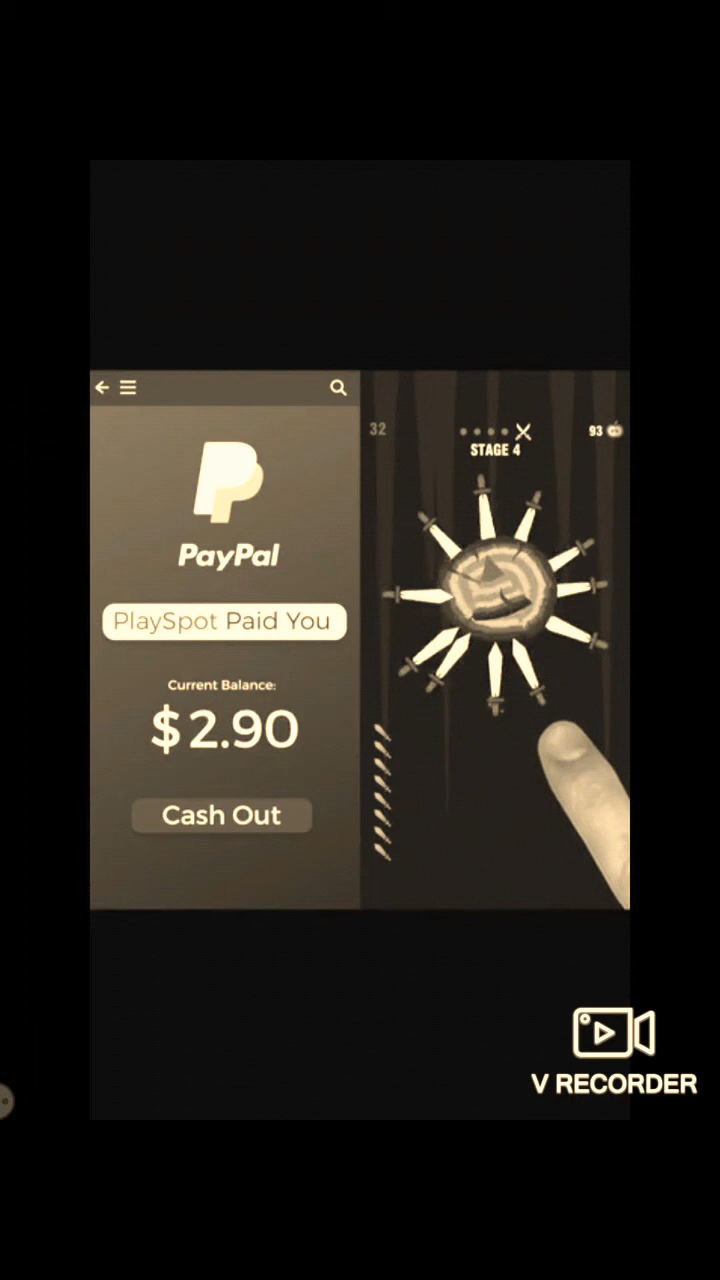 PayPal
PlaySpot Paid You
Current Balance:
$2.90
Cash Out
32
STAGE 4
93
V RECORDER